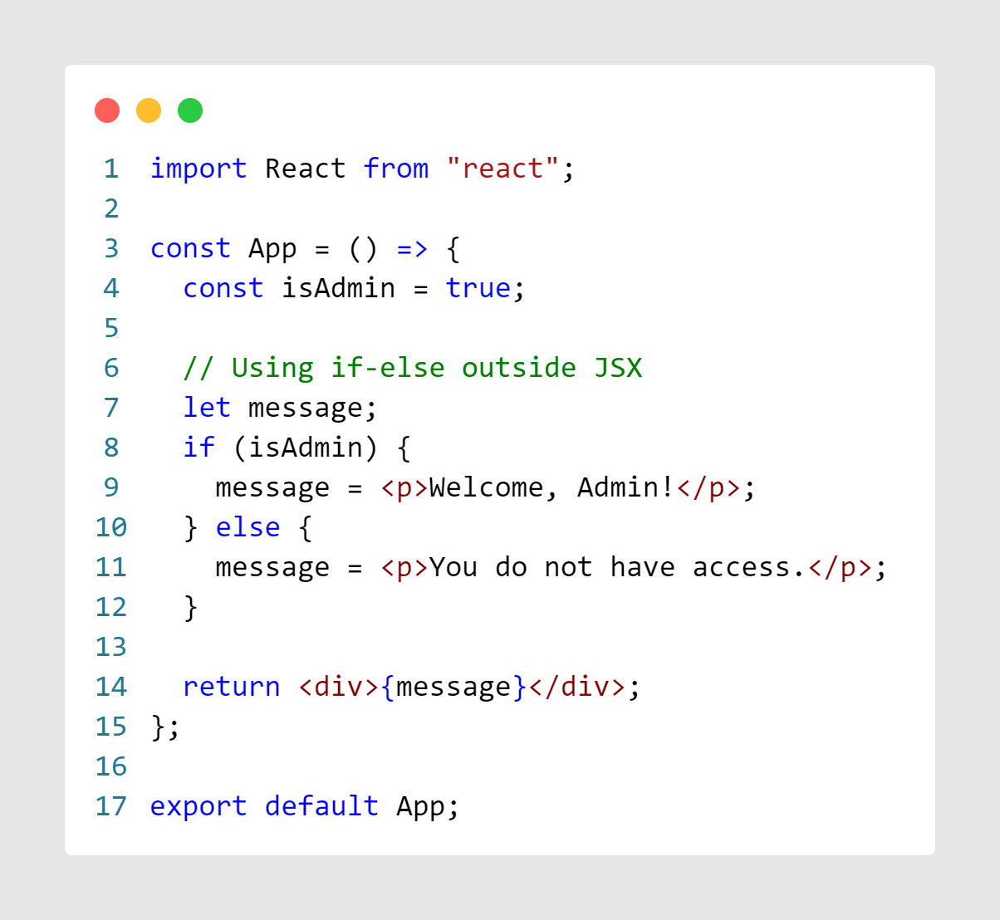 1 import React from "react";
2
3 const App = () => {
4   const isAdmin = true;
5
6   // Using if-else outside JSX
7   let message;
8   if (isAdmin) {
9     message = <p>Welcome, Admin!</p>;
10   } else {
11     message = <p>You do not have access.</p>;
12   }
13
14   return <div>{message}</div>;
15 };
16
17 export default App;